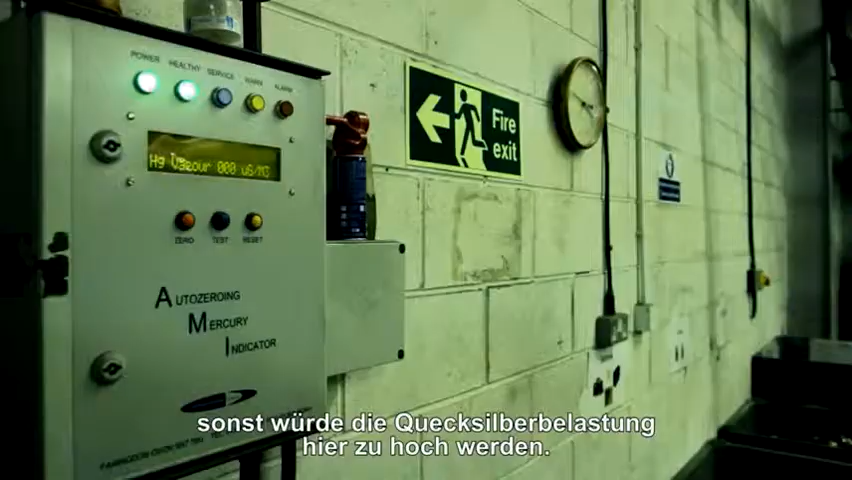 POWER HEALTHY SERVICE WARN ALARM
Hg Vapour 000 uG/M3
ZERO TEST RESET
AUTOZEROING
MERCURY
INDICATOR
Fire
exit
sonst würde die Quecksilberbelastung
hier zu hoch werden.